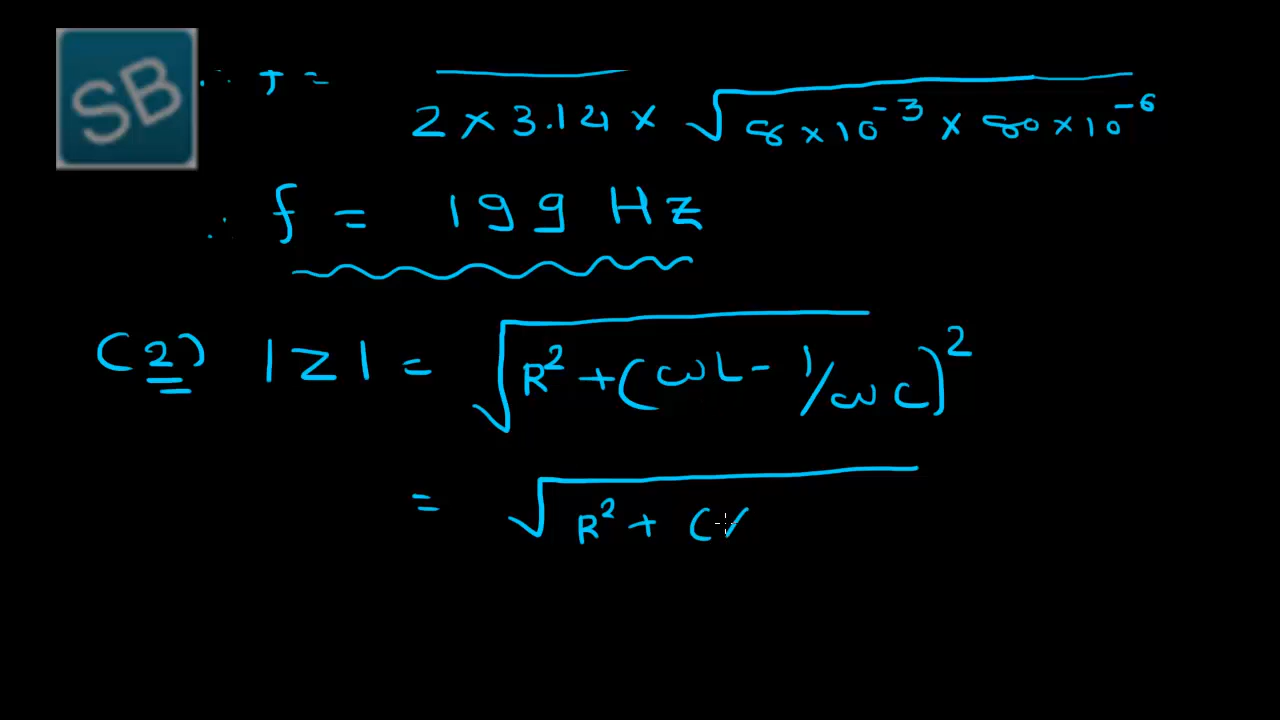 SB
∴ f =
2 × 3.14 × √(8 × 10⁻³ × 80 × 10⁻⁶)
∴ f = 199 Hz
(2) |Z| = √(R² + (ωL - 1/ωC)²
= √(R² + (